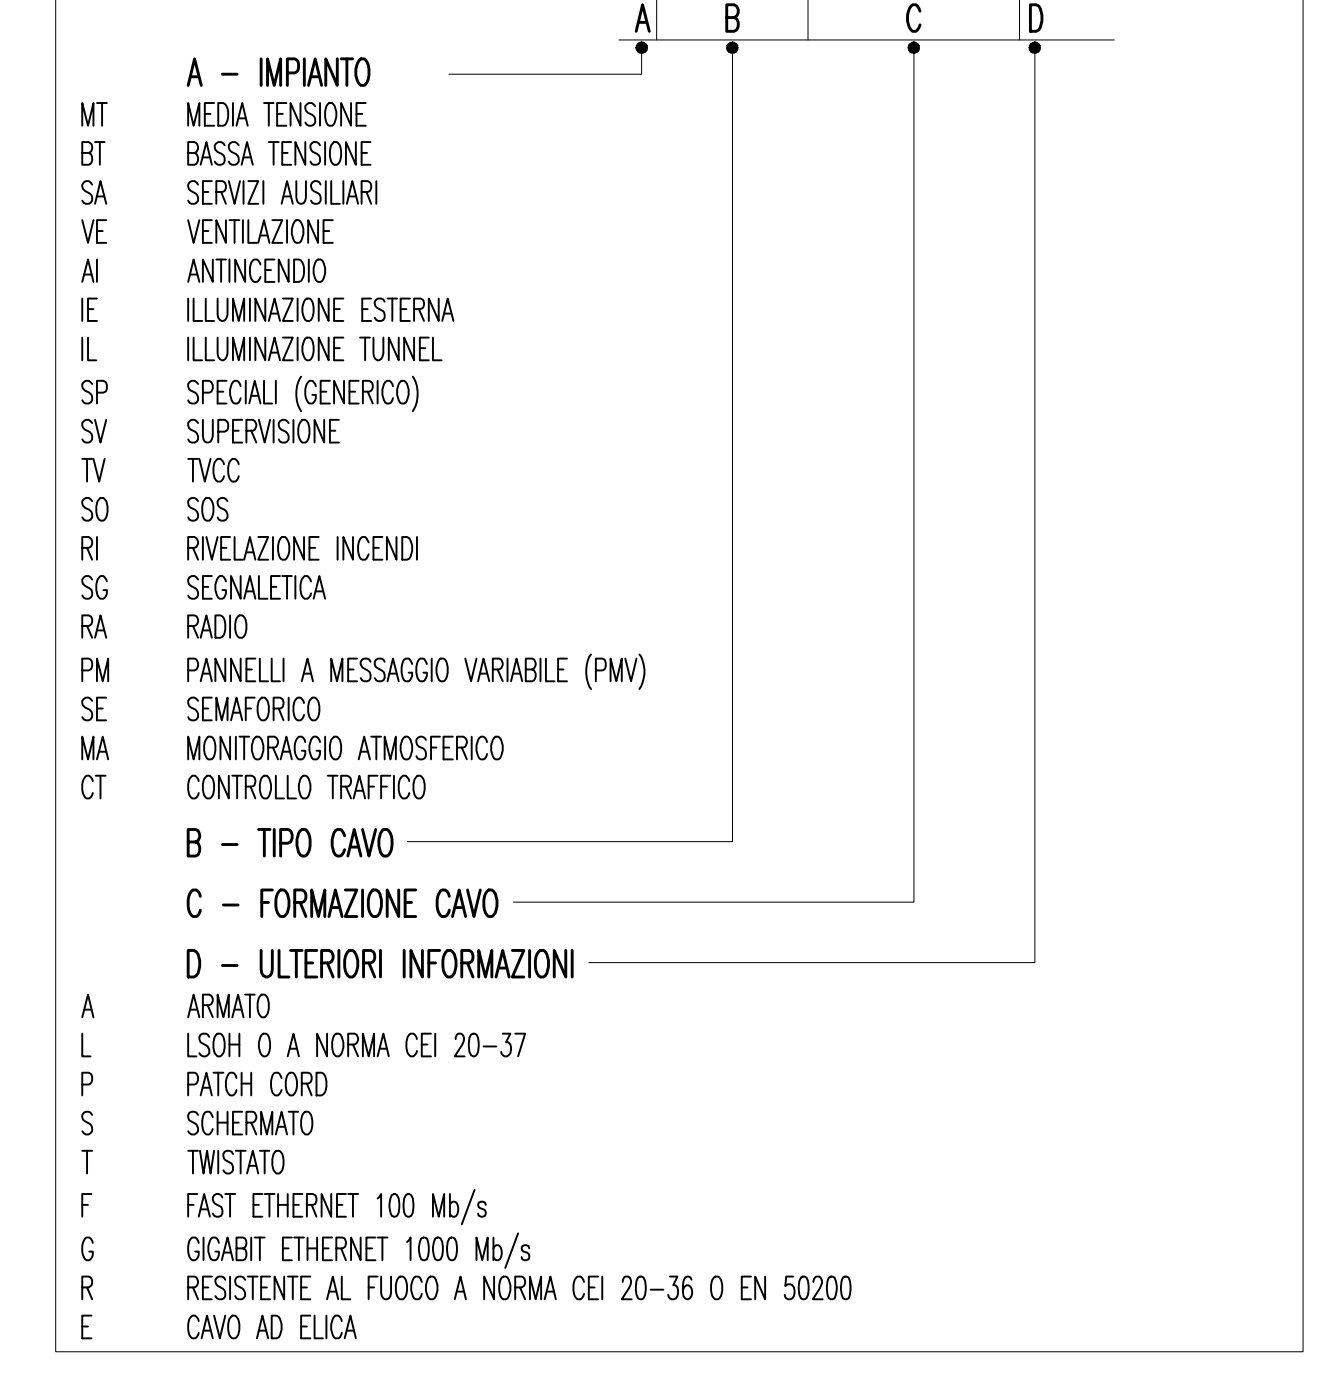 A B C D
A – IMPIANTO
MT MEDIA TENSIONE
BT BASSA TENSIONE
SA SERVIZI AUSILIARI
VE VENTILAZIONE
AI ANTINCENDIO
IE ILLUMINAZIONE ESTERNA
IL ILLUMINAZIONE TUNNEL
SP SPECIALI (GENERICO)
SV SUPERVISIONE
TV TVCC
SO SOS
RI RIVELAZIONE INCENDI
SG SEGNALETICA
RA RADIO
PM PANNELLI A MESSAGGIO VARIABILE (PMV)
SE SEMAFORICO
MA MONITORAGGIO ATMOSFERICO
CT CONTROLLO TRAFFICO
B – TIPO CAVO
C – FORMAZIONE CAVO
D – ULTERIORI INFORMAZIONI
A ARMATO
L LSOH O A NORMA CEI 20–37
P PATCH CORD
S SCHERMATO
T TWISTATO
F FAST ETHERNET 100 Mb/s
G GIGABIT ETHERNET 1000 Mb/s
R RESISTENTE AL FUOCO A NORMA CEI 20–36 O EN 50200
E CAVO AD ELICA